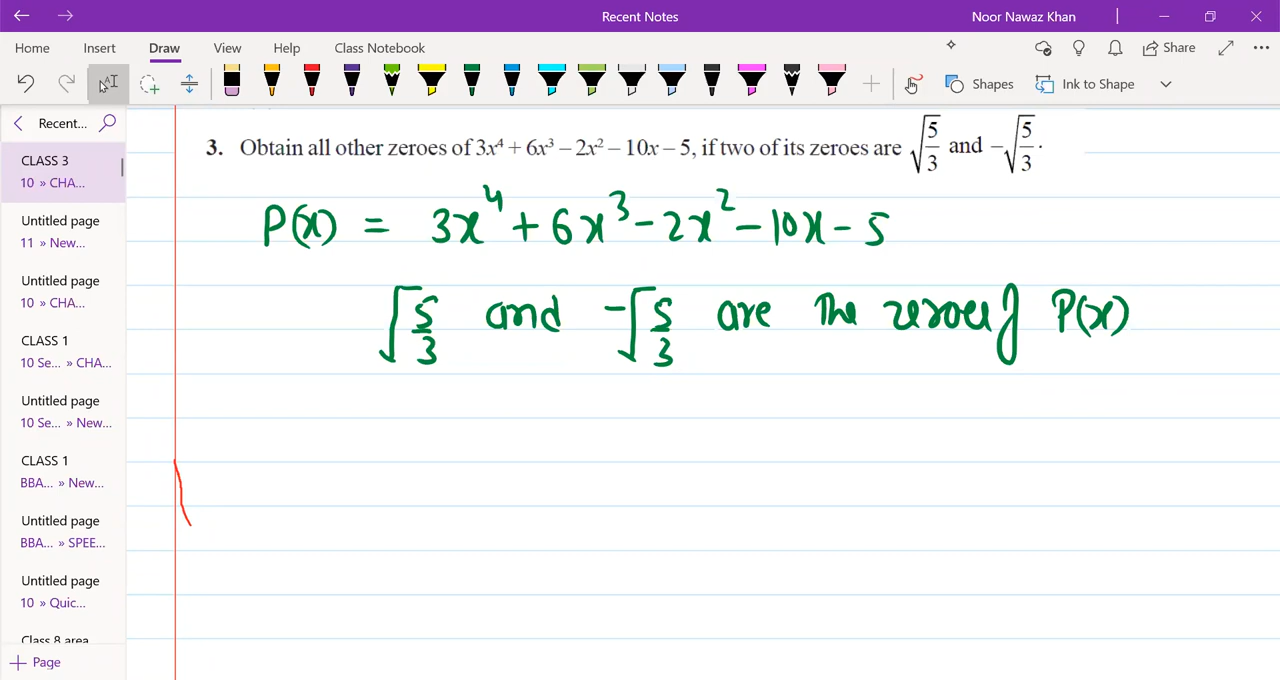 Recent Notes
Noor Nawaz Khan
Home Insert Draw View Help Class Notebook Share
Shapes Ink to Shape
Recent...
CLASS 3
10 » CHA...
Untitled page
11 » New...
Untitled page
10 » CHA...
CLASS 1
10 Se... » CHA...
Untitled page
10 Se... » New...
CLASS 1
BBA... » New...
Untitled page
BBA... » SPEE...
Untitled page
10 » Quic...
Class 8 area
+ Page
3. Obtain all other zeroes of 3x⁴ + 6x³ – 2x² – 10x – 5, if two of its zeroes are √(5/3) and –√(5/3).
P(x) = 3x⁴ + 6x³ – 2x² – 10x – 5
√(5/3) and –√(5/3) are the zeroes of P(x)